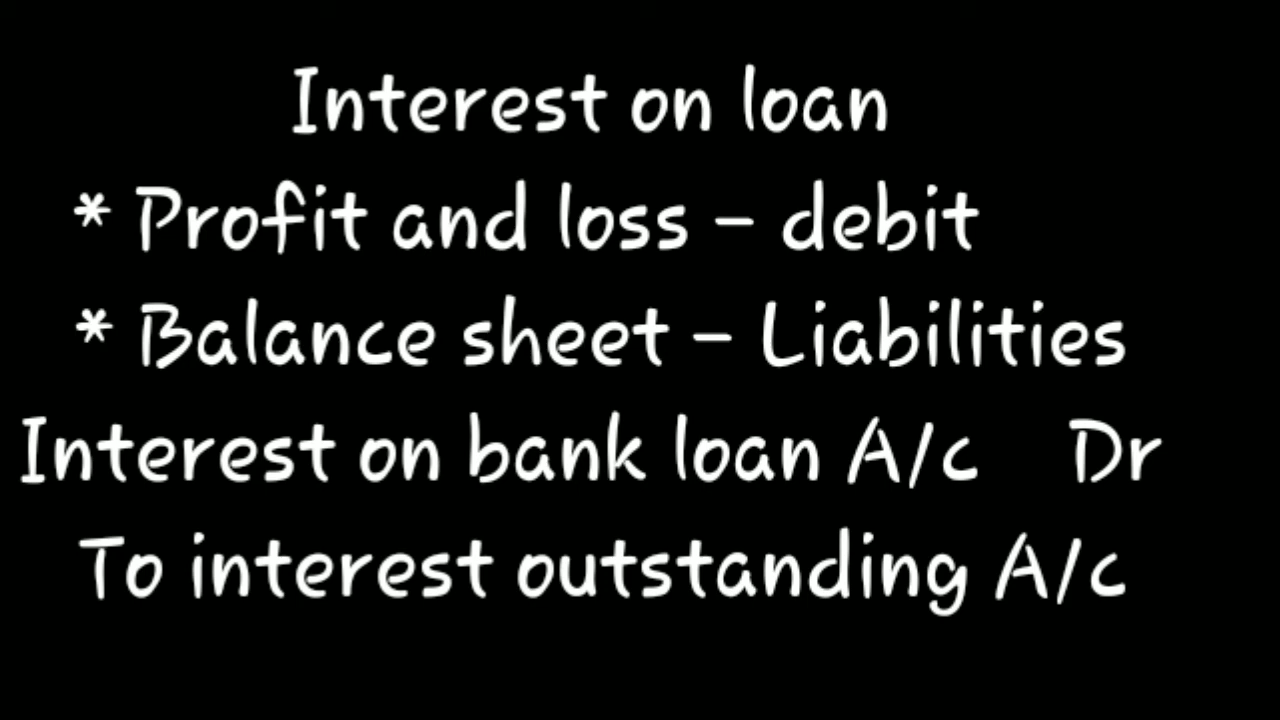 Interest on loan
* Profit and loss - debit
* Balance sheet - Liabilities
Interest on bank loan A/c Dr
To interest outstanding A/c